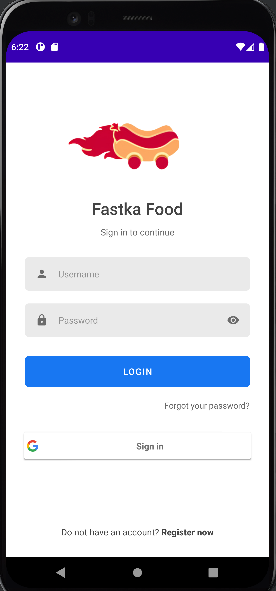 6:22
Fastka Food
Sign in to continue
Username
Password
LOGIN
Forgot your password?
Sign in
Do not have an account? Register now